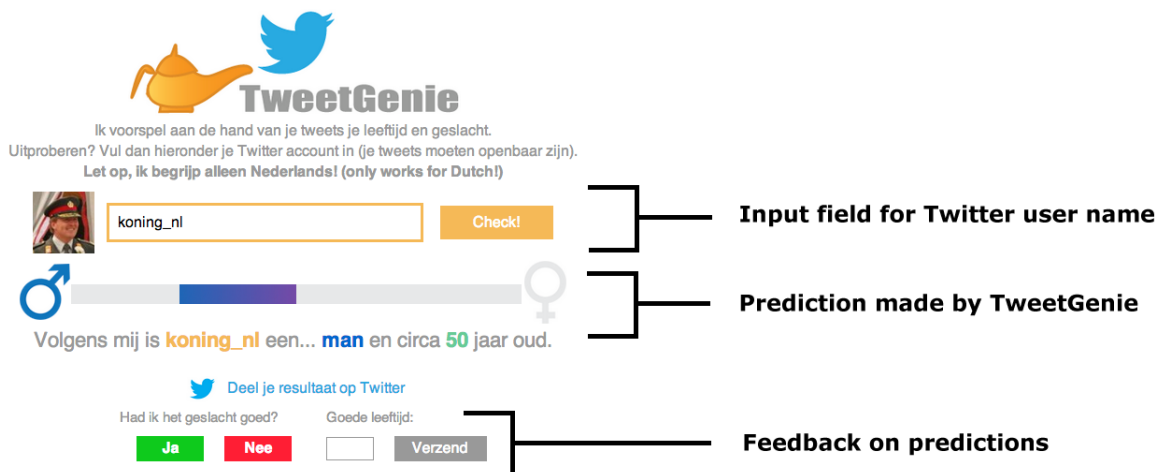 TweetGenie
Ik voorspel aan de hand van je tweets je leeftijd en geslacht.
Uitproberen? Vul dan hieronder je Twitter account in (je tweets moeten openbaar zijn).
Let op, ik begrijp alleen Nederlands! (only works for Dutch!)
koning_nl
Check!
Input field for Twitter user name
Prediction made by TweetGenie
Volgens mij is koning_nl een... man en circa 50 jaar oud.
Deel je resultaat op Twitter
Had ik het geslacht goed?
Goede leeftijd:
Ja
Nee
Verzend
Feedback on predictions